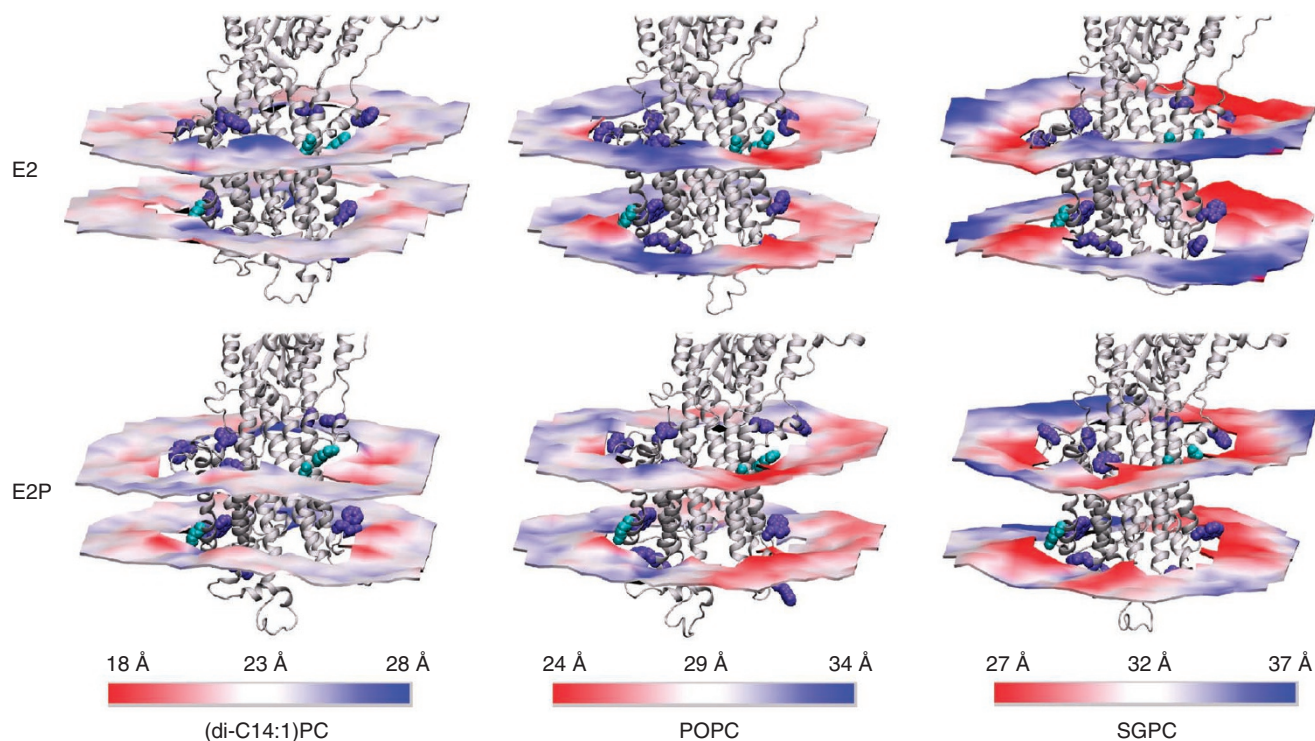 E2
E2P
18 Å 23 Å 28 Å
(di-C14:1)PC
24 Å 29 Å 34 Å
POPC
27 Å 32 Å 37 Å
SGPC